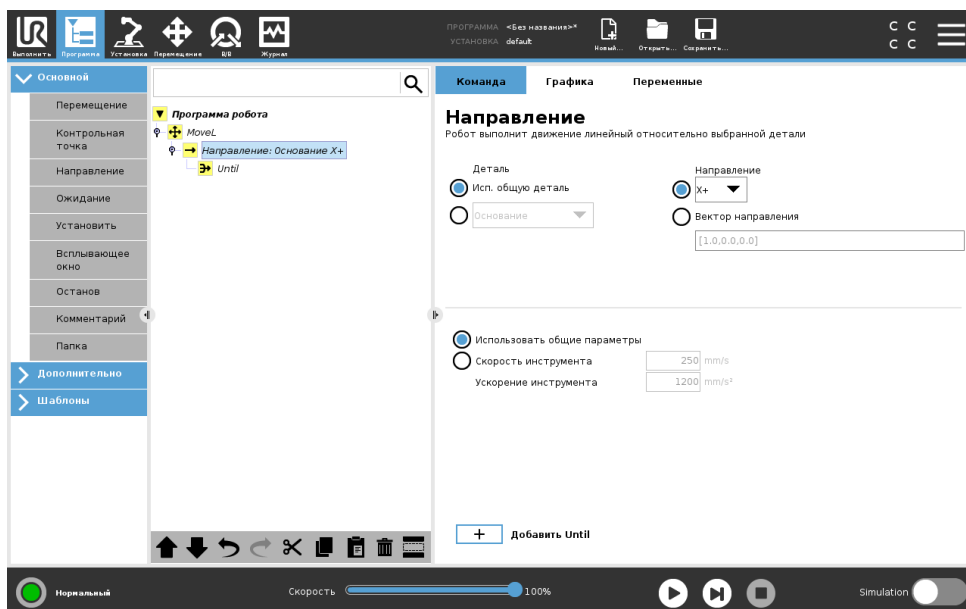 UR
ПРОГРАММА <Без названия>*
УСТАНОВКА default
Выполнить Программа Установка Перемещение В/В Журнал
Новый... Открыть... Сохранить...
C C
C C
Основной
Перемещение
Контрольная
точка
Направление
Ожидание
Установить
Всплывающее
окно
Останов
Комментарий
Папка
Дополнительно
Шаблоны
Программа робота
MoveL
Направление: Основание X+
Until
Команда Графика Переменные
Направление
Робот выполнит движение линейный относительно выбранной детали
Деталь
Исп. общую деталь
Основание
Направление
X+
Вектор направления
[1.0,0.0,0.0]
Использовать общие параметры
Скорость инструмента 250 mm/s
Ускорение инструмента 1200 mm/s²
+ Добавить Until
Нормальный
Скорость 100%
Simulation